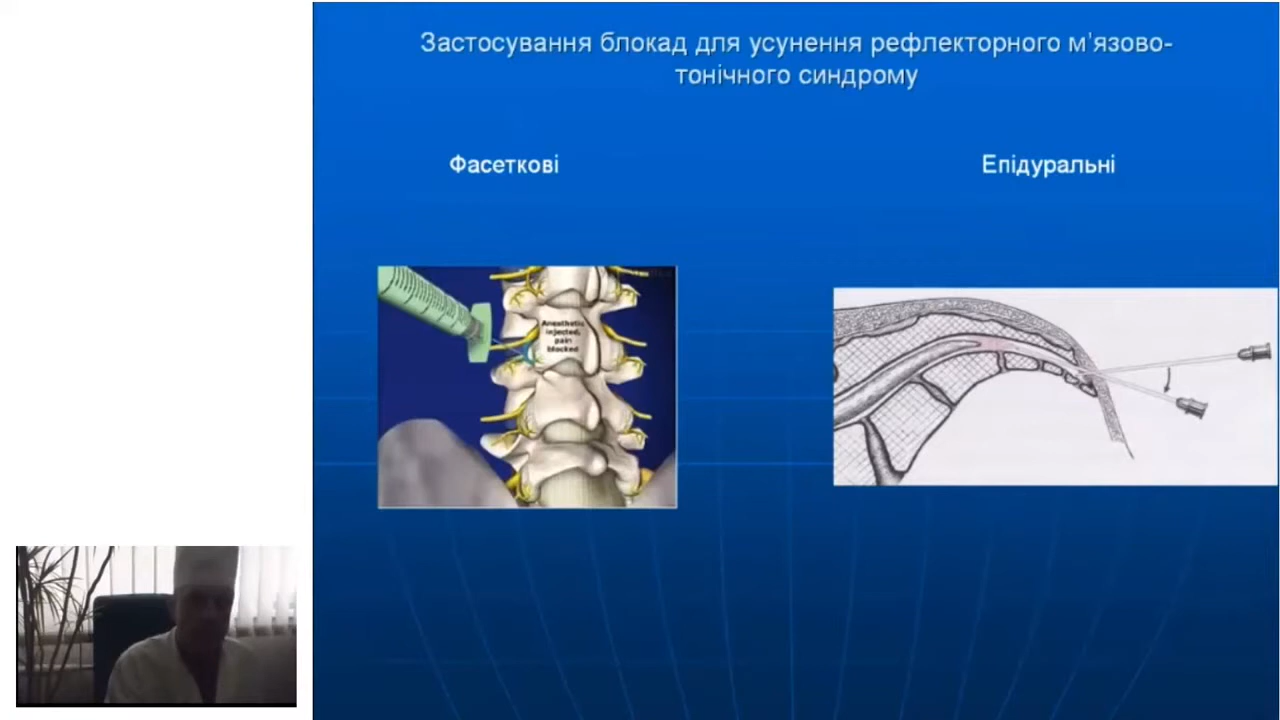 Застосування блокад для усунення рефлекторного м'язово-
тонічного синдрому
Фасеткові
Епідуральні
Anesthetic
injected,
pain
blocked